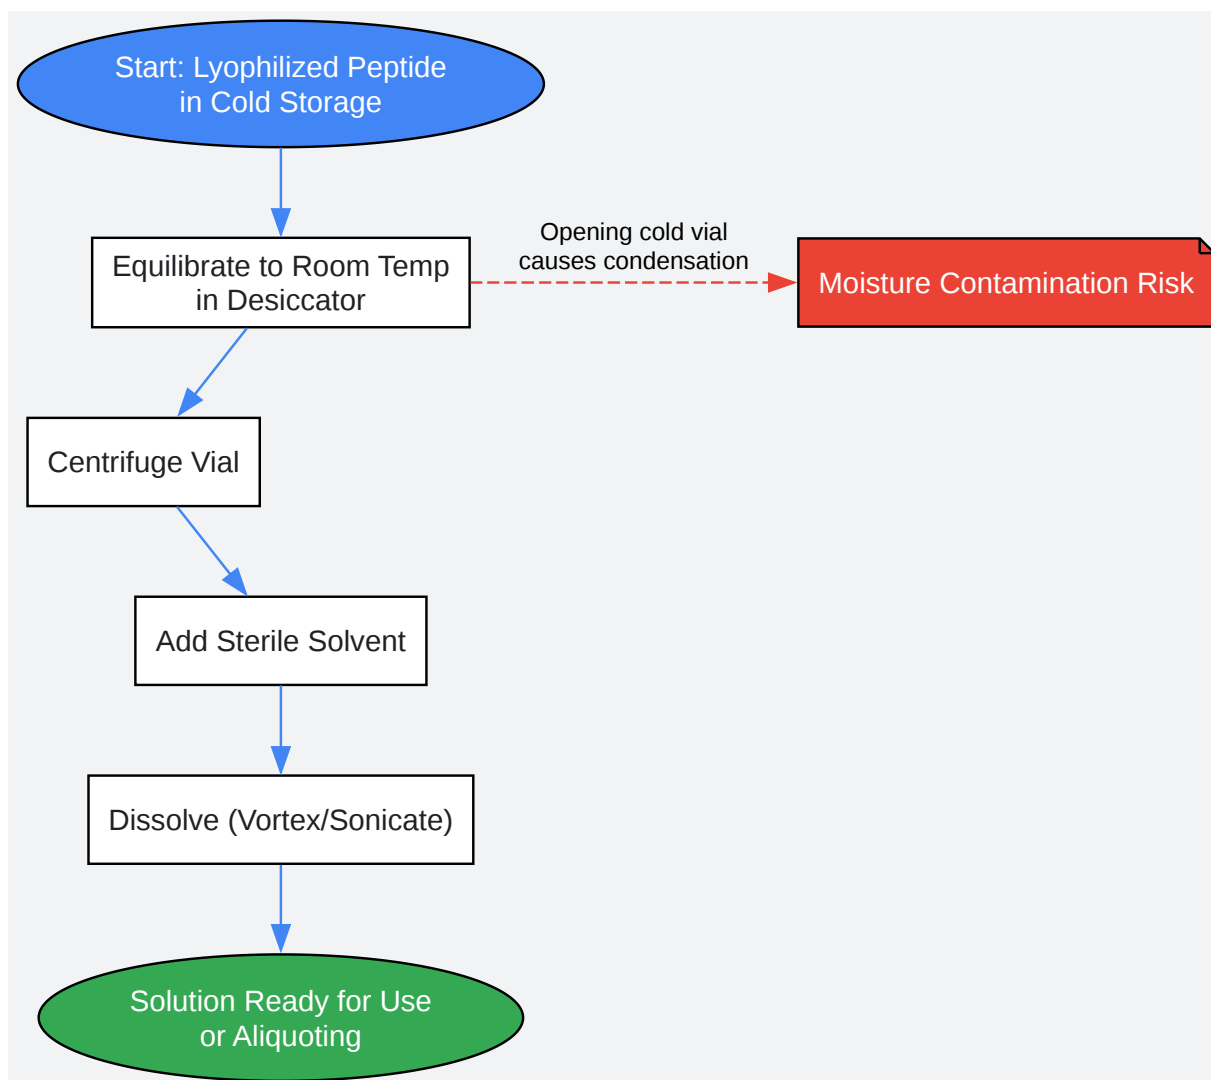 Start: Lyophilized Peptide
in Cold Storage
Opening cold vial
causes condensation
Equilibrate to Room Temp
in Desiccator
Moisture Contamination Risk
Centrifuge Vial
Add Sterile Solvent
Dissolve (Vortex/Sonicate)
Solution Ready for Use
or Aliquoting